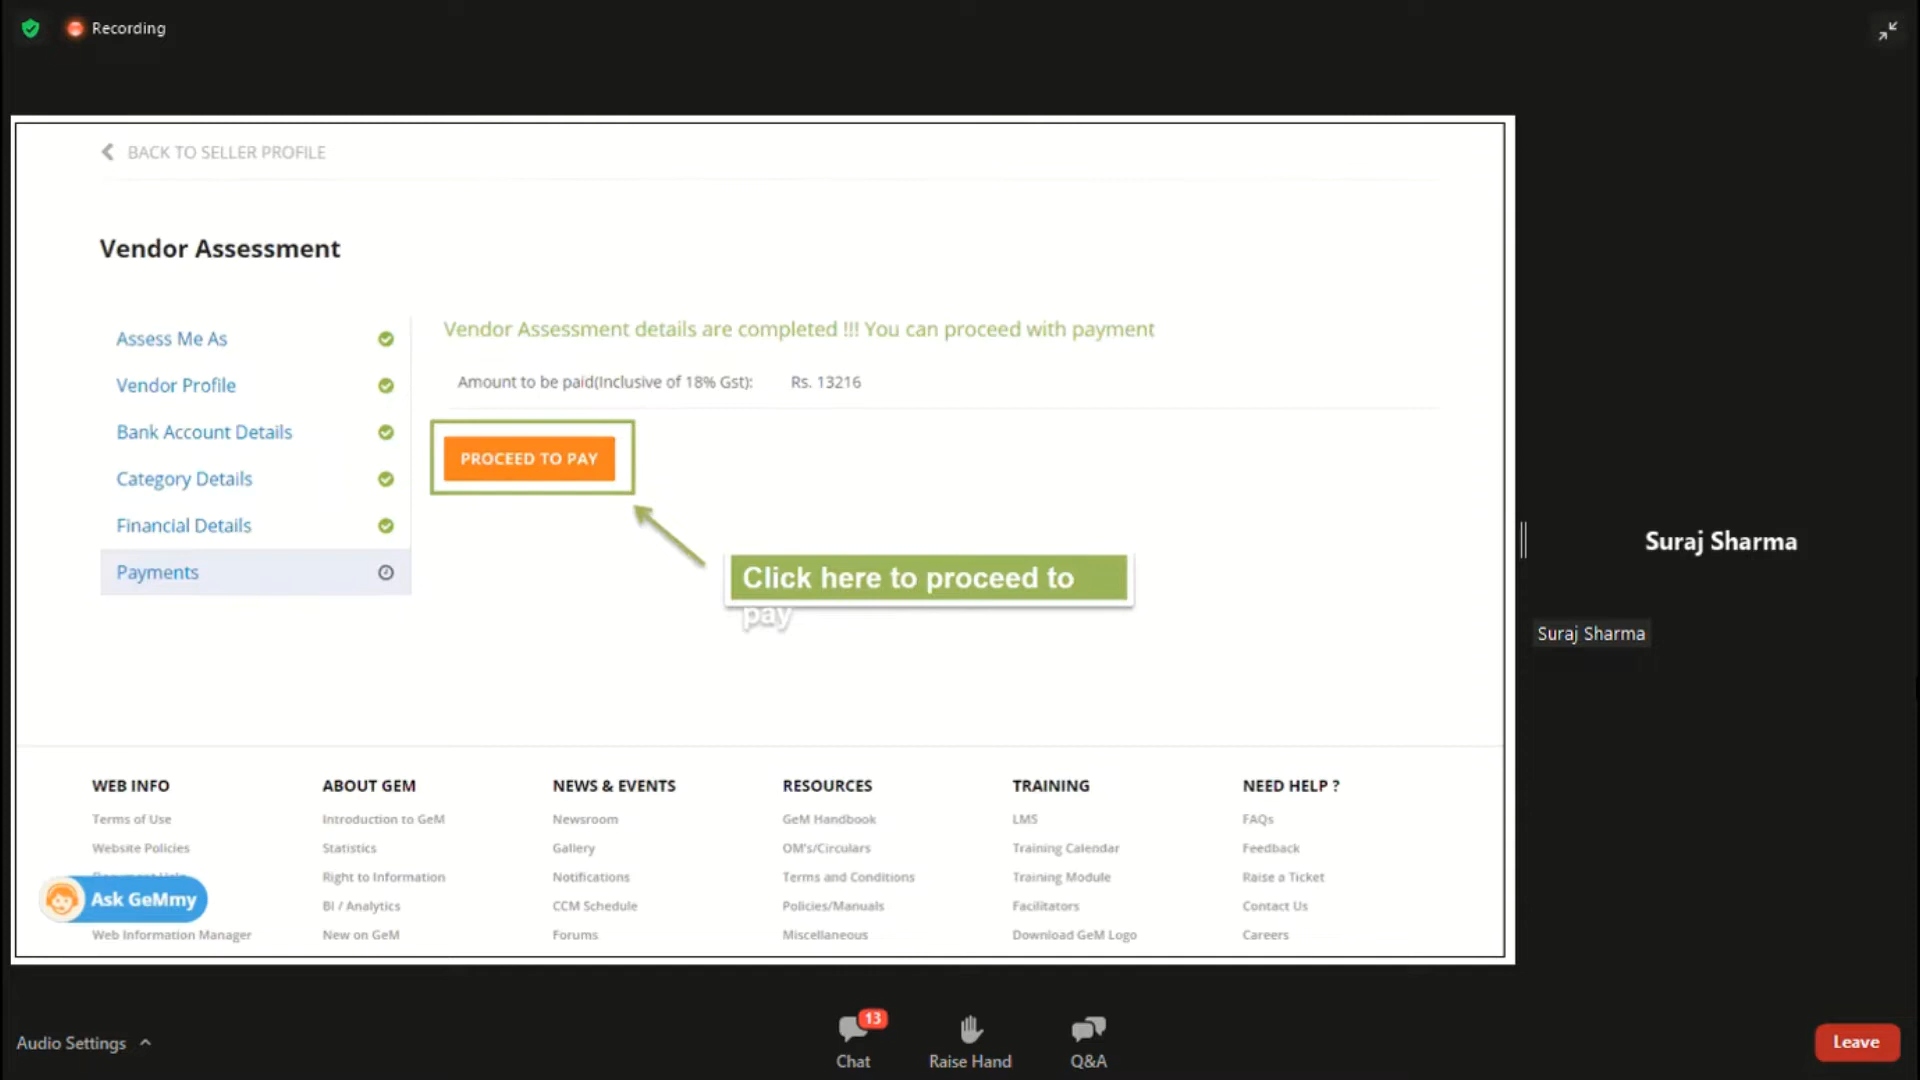 Recording
BACK TO SELLER PROFILE
Vendor Assessment
Assess Me As
Vendor Profile
Bank Account Details
Category Details
Financial Details
Payments
Vendor Assessment details are completed !!! You can proceed with payment
Amount to be paid(Inclusive of 18% Gst): Rs. 13216
PROCEED TO PAY
Click here to proceed to
pay
Suraj Sharma
Suraj Sharma
WEB INFO
Terms of Use
Website Policies
Web Information Manager
Ask GeMmy
ABOUT GEM
Introduction to GeM
Statistics
Right to Information
BI / Analytics
New on GeM
NEWS & EVENTS
Newsroom
Gallery
Notifications
CCM Schedule
Forums
RESOURCES
GeM Handbook
OM's/Circulars
Terms and Conditions
Policies/Manuals
Miscellaneous
TRAINING
LMS
Training Calendar
Training Module
Facilitators
Download GeM Logo
NEED HELP ?
FAQs
Feedback
Raise a Ticket
Contact Us
Careers
Audio Settings
13
Chat
Raise Hand
Q&A
Leave